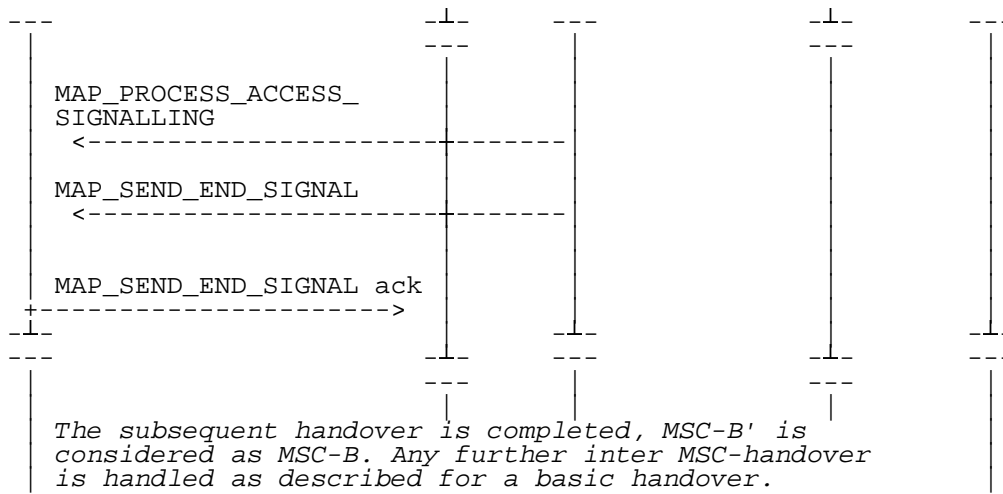 MAP_PROCESS_ACCESS_
SIGNALLING
MAP_SEND_END_SIGNAL
MAP_SEND_END_SIGNAL ack
The subsequent handover is completed, MSC-B' is
considered as MSC-B. Any further inter MSC-handover
is handled as described for a basic handover.